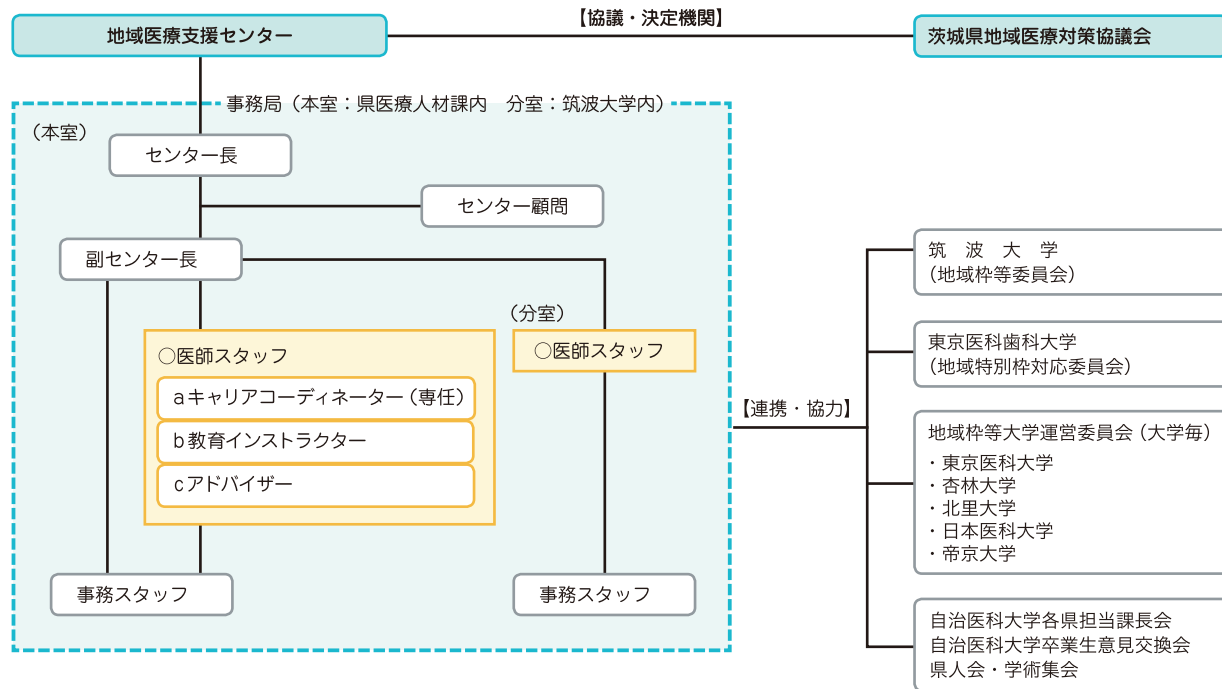 【協議・決定機関】
地域医療支援センター
茨城県地域医療対策協議会
事務局（本室：県医療人材課内　分室：筑波大学内）
（本室）
センター長
センター顧問
副センター長
（分室）
○医師スタッフ
aキャリアコーディネーター（専任）
b教育インストラクター
cアドバイザー
○医師スタッフ
事務スタッフ
事務スタッフ
【連携・協力】
筑　波　大　学
（地域枠等委員会）
東京医科歯科大学
（地域特別枠対応委員会）
地域枠等大学運営委員会（大学毎）
・東京医科大学
・杏林大学
・北里大学
・日本医科大学
・帝京大学
自治医科大学各県担当課長会
自治医科大学卒業生意見交換会
県人会・学術集会